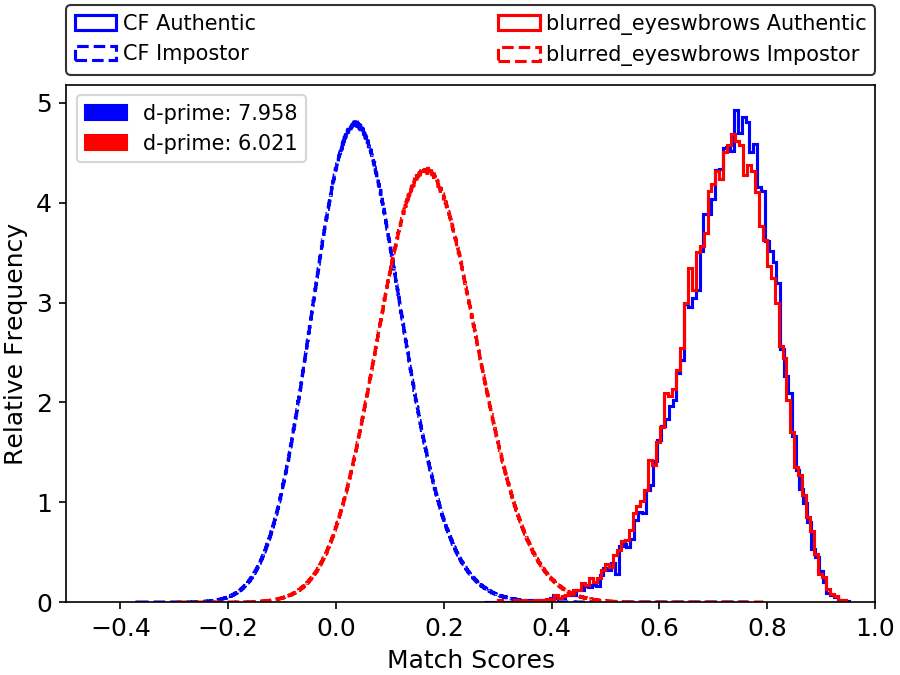 CF Authentic
CF Impostor
blurred_eyeswbrows Authentic
blurred_eyeswbrows Impostor
d-prime: 7.958
d-prime: 6.021
Relative Frequency
5
4
3
2
1
0
−0.4 −0.2 0.0 0.2 0.4 0.6 0.8 1.0
Match Scores